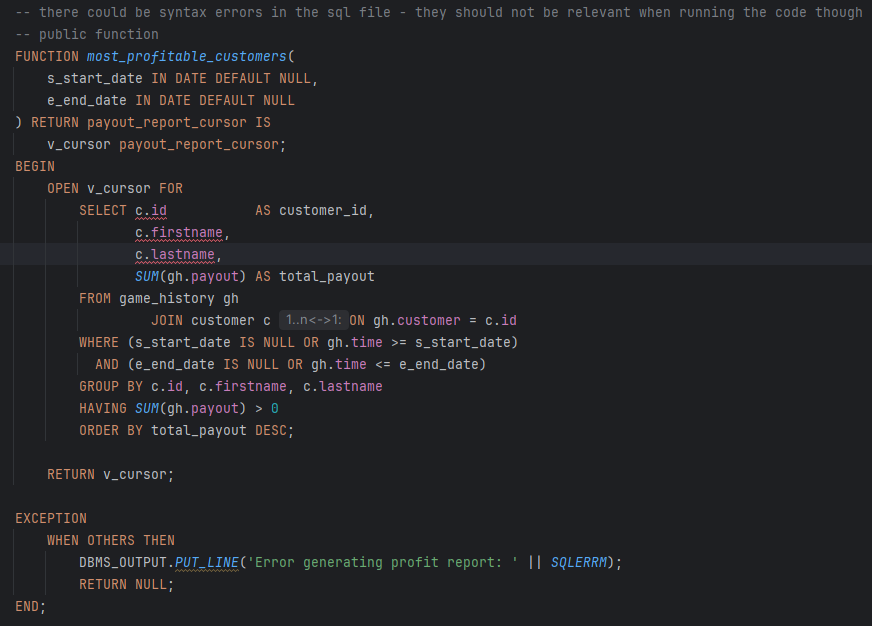 -- there could be syntax errors in the sql file - they should not be relevant when running the code though
-- public function
FUNCTION most_profitable_customers(
    s_start_date IN DATE DEFAULT NULL,
    e_end_date IN DATE DEFAULT NULL
) RETURN payout_report_cursor IS
    v_cursor payout_report_cursor;
BEGIN
    OPEN v_cursor FOR
        SELECT c.id           AS customer_id,
               c.firstname,
               c.lastname,
               SUM(gh.payout) AS total_payout
        FROM game_history gh
                 JOIN customer c 1..n<->1: ON gh.customer = c.id
        WHERE (s_start_date IS NULL OR gh.time >= s_start_date)
          AND (e_end_date IS NULL OR gh.time <= e_end_date)
        GROUP BY c.id, c.firstname, c.lastname
        HAVING SUM(gh.payout) > 0
        ORDER BY total_payout DESC;
    RETURN v_cursor;
EXCEPTION
    WHEN OTHERS THEN
        DBMS_OUTPUT.PUT_LINE('Error generating profit report: ' || SQLERRM);
        RETURN NULL;
END;